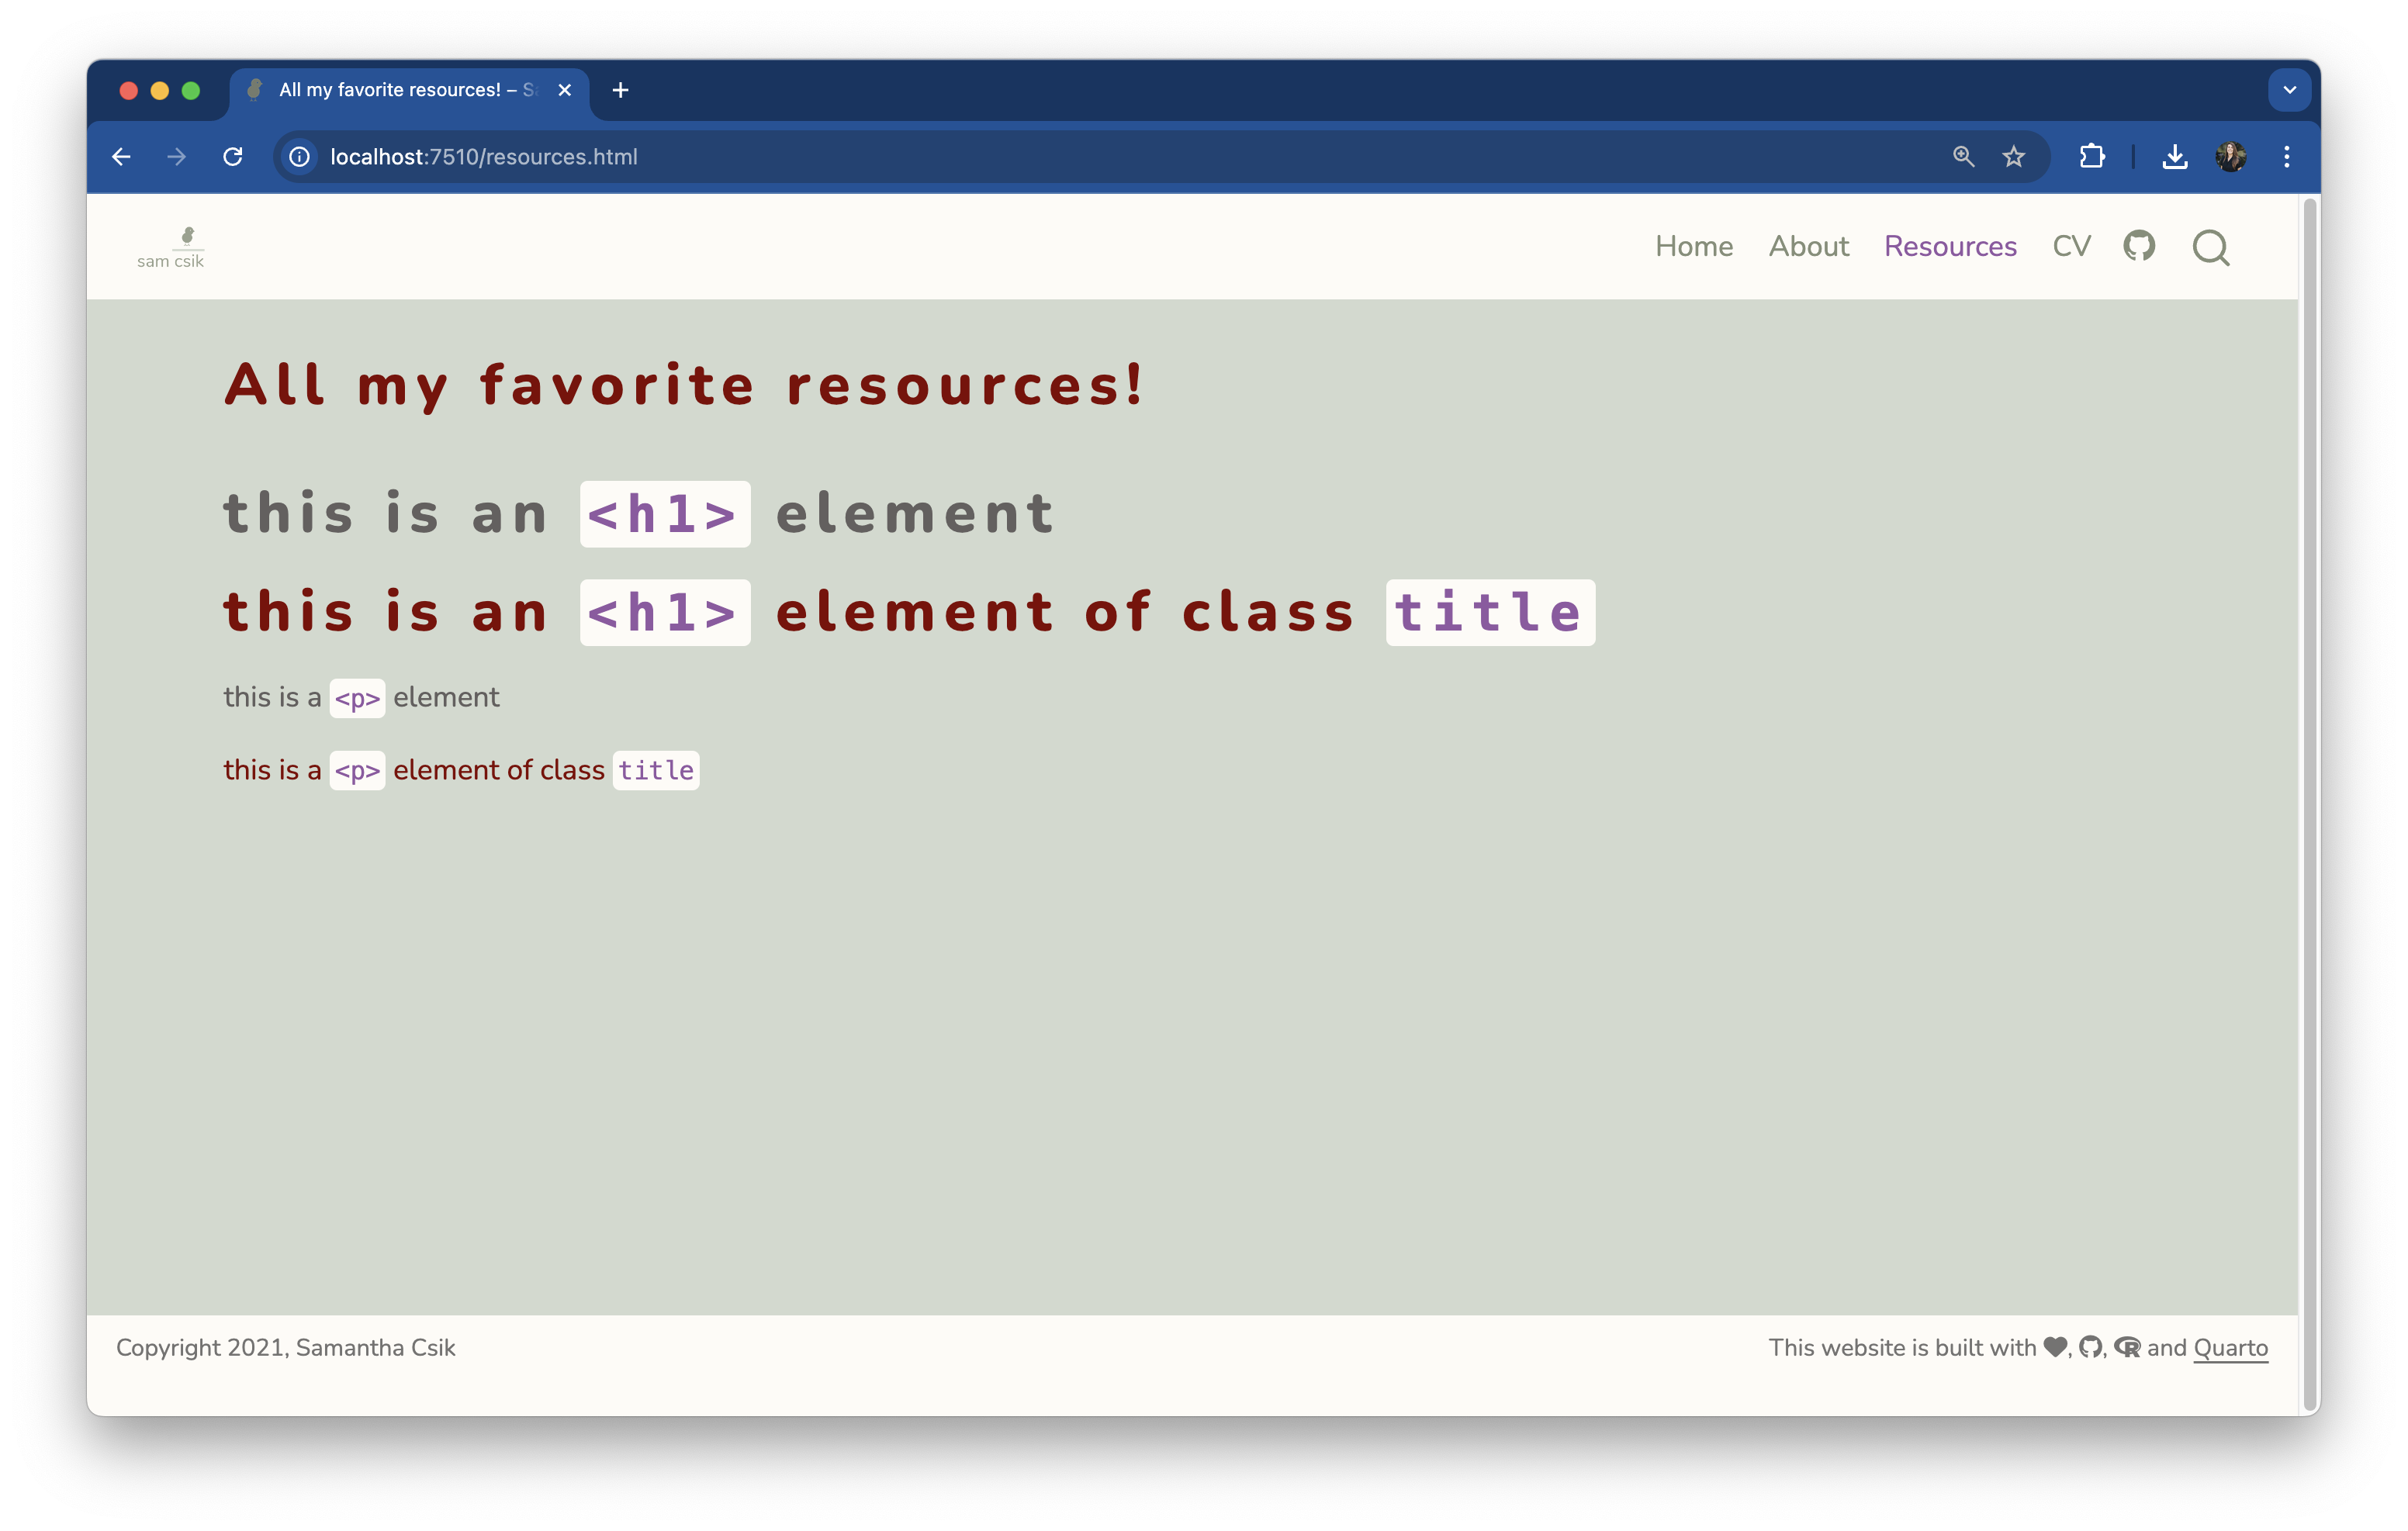 All my favorite resources! – S
localhost:7510/resources.html
sam csik
Home About Resources CV
All my favorite resources!
this is an <h1> element
this is an <h1> element of class title
this is a <p> element
this is a <p> element of class title
Copyright 2021, Samantha Csik
This website is built with , , R and Quarto